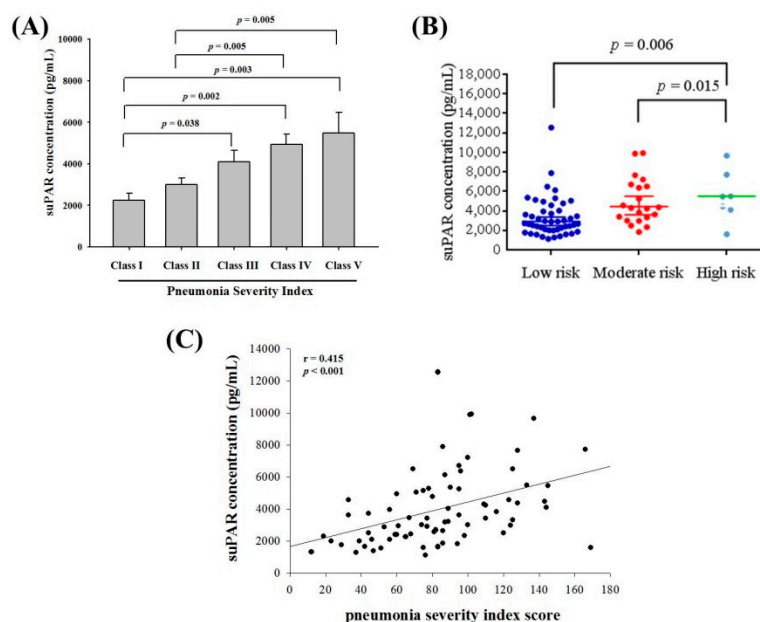 (A)
p = 0.005
p = 0.005
p = 0.003
p = 0.002
p = 0.038
suPAR concentration (pg/mL)
10000
8000
6000
4000
2000
0
Class I Class II Class III Class IV Class V
Pneumonia Severity Index
(B)
p = 0.006
p = 0.015
suPAR concentration (pg/mL)
18,000
16,000
14,000
12,000
10,000
8,000
6,000
4,000
2,000
0
Low risk Moderate risk High risk
(C)
r = 0.415
p < 0.001
suPAR concentration (pg/mL)
14000
12000
10000
8000
6000
4000
2000
0
0 20 40 60 80 100 120 140 160 180
pneumonia severity index score